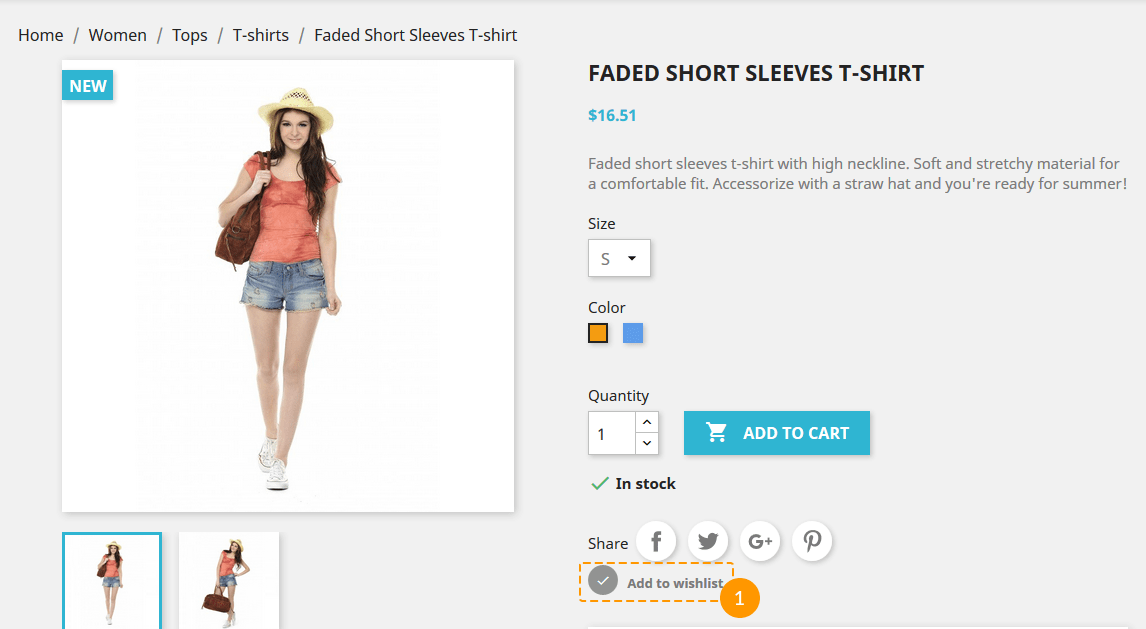 Home / Women / Tops / T-shirts / Faded Short Sleeves T-shirt
NEW
FADED SHORT SLEEVES T-SHIRT
$16.51
Faded short sleeves t-shirt with high neckline. Soft and stretchy material for
a comfortable fit. Accessorize with a straw hat and you're ready for summer!
Size
S
Color
Quantity
1
ADD TO CART
In stock
Share
G+
Add to wishlist
1